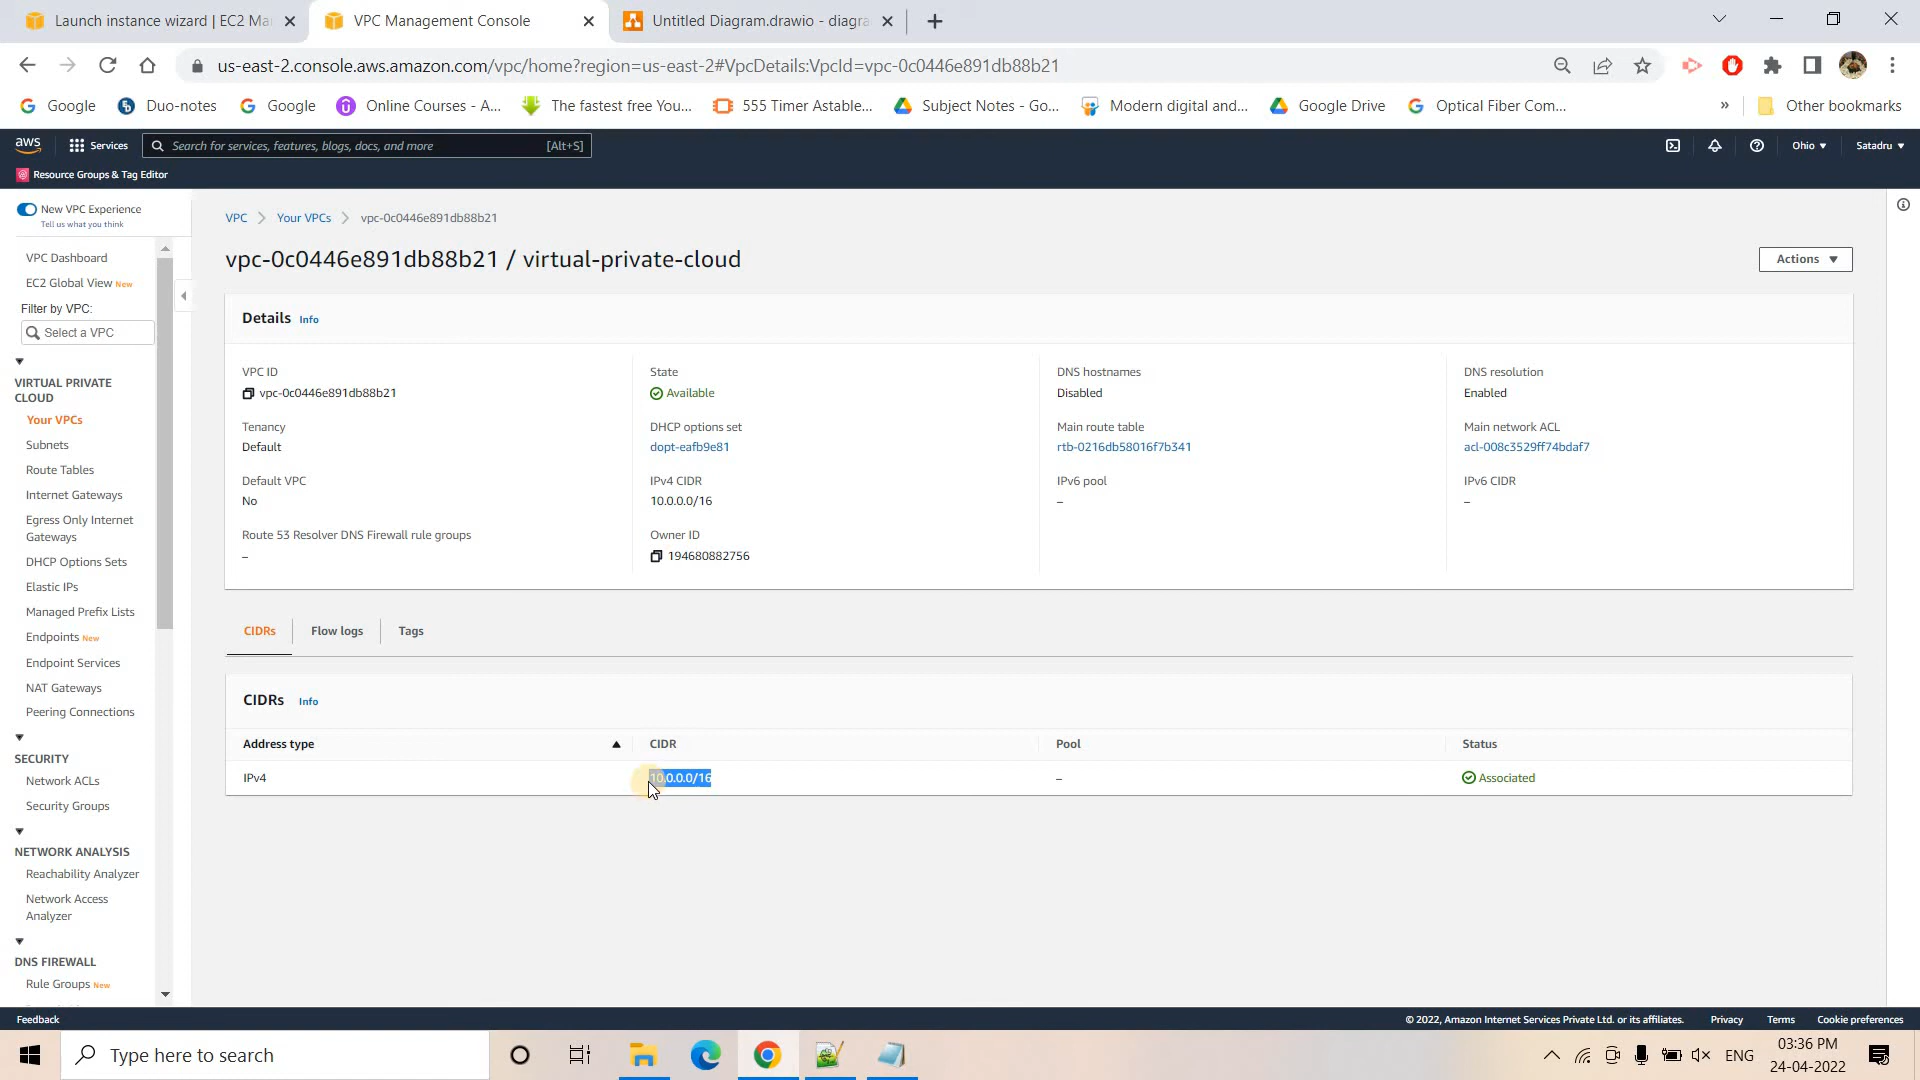 Launch instance wizard | EC2 Ma
VPC Management Console
Untitled Diagram.drawio - diagra
us-east-2.console.aws.amazon.com/vpc/home?region=us-east-2#VpcDetails:VpcId=vpc-0c0446e891db88b21
Google
Duo-notes
Google
Online Courses - A...
The fastest free You...
555 Timer Astable...
Subject Notes - Go...
Modern digital and...
Google Drive
Optical Fiber Com...
»
Other bookmarks
aws
Services
Search for services, features, blogs, docs, and more
[Alt+S]
Ohio
Satadru
Resource Groups & Tag Editor
New VPC Experience
Tell us what you think
VPC Dashboard
EC2 Global View New
Filter by VPC:
Select a VPC
VIRTUAL PRIVATE
CLOUD
Your VPCs
Subnets
Route Tables
Internet Gateways
Egress Only Internet
Gateways
DHCP Options Sets
Elastic IPs
Managed Prefix Lists
Endpoints New
Endpoint Services
NAT Gateways
Peering Connections
SECURITY
Network ACLs
Security Groups
NETWORK ANALYSIS
Reachability Analyzer
Network Access
Analyzer
DNS FIREWALL
Rule Groups New
VPC
Your VPCs
vpc-0c0446e891db88b21
vpc-0c0446e891db88b21 / virtual-private-cloud
Actions
Details Info
VPC ID
vpc-0c0446e891db88b21
State
Available
DNS hostnames
Disabled
DNS resolution
Enabled
Tenancy
Default
DHCP options set
dopt-eafb9e81
Main route table
rtb-0216db58016f7b341
Main network ACL
acl-008c3529ff74bdaf7
Default VPC
No
IPv4 CIDR
10.0.0.0/16
IPv6 pool
–
IPv6 CIDR
–
Route 53 Resolver DNS Firewall rule groups
–
Owner ID
194680882756
CIDRs
Flow logs
Tags
CIDRs Info
Address type
CIDR
Pool
Status
IPv4
10.0.0.0/16
–
Associated
Feedback
© 2022, Amazon Internet Services Private Ltd. or its affiliates.
Privacy
Terms
Cookie preferences
Type here to search
ENG
03:36 PM
24-04-2022